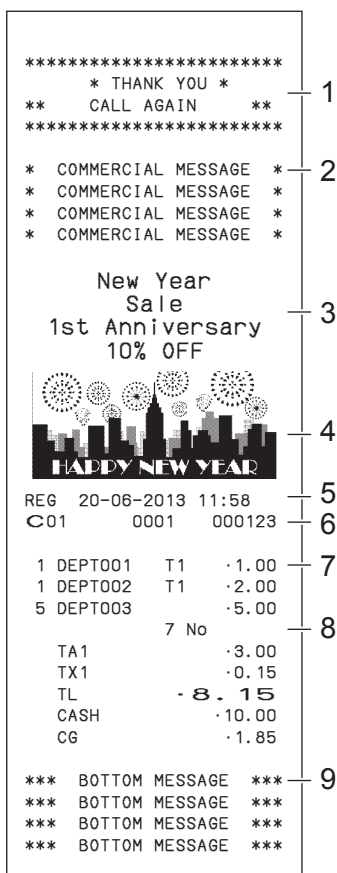 ************************
* THANK YOU *
** CALL AGAIN **
************************
1
* COMMERCIAL MESSAGE *
2
* COMMERCIAL MESSAGE *
* COMMERCIAL MESSAGE *
* COMMERCIAL MESSAGE *
New Year
Sale
1st Anniversary
10% OFF
3
HAPPY NEW YEAR
4
REG 20-06-2013 11:58
5
C01 0001 000123
6
1 DEPT001 T1 ·1.00
7
1 DEPT002 T1 ·2.00
5 DEPT003 ·5.00
7 No
8
TA1 ·3.00
TX1 ·0.15
TL ·8.15
CASH ·10.00
CG ·1.85
*** BOTTOM MESSAGE ***
9
*** BOTTOM MESSAGE ***
*** BOTTOM MESSAGE ***
*** BOTTOM MESSAGE ***